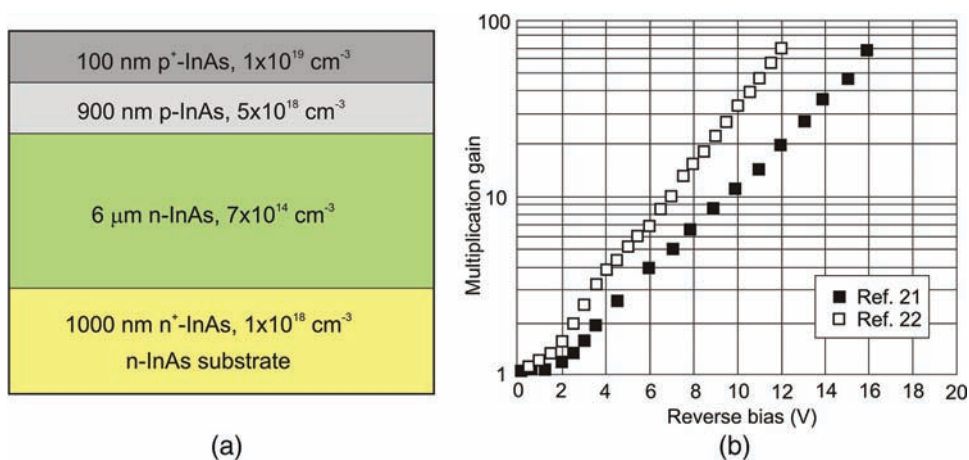 100 nm p⁺-InAs, 1x10¹⁹ cm⁻³
900 nm p-InAs, 5x10¹⁸ cm⁻³
6 μm n-InAs, 7x10¹⁴ cm⁻³
1000 nm n⁺-InAs, 1x10¹⁸ cm⁻³
n-InAs substrate
(a)
100
10
1
Multiplication gain
0 2 4 6 8 10 12 14 16 18 20
Reverse bias (V)
Ref. 21
Ref. 22
(b)